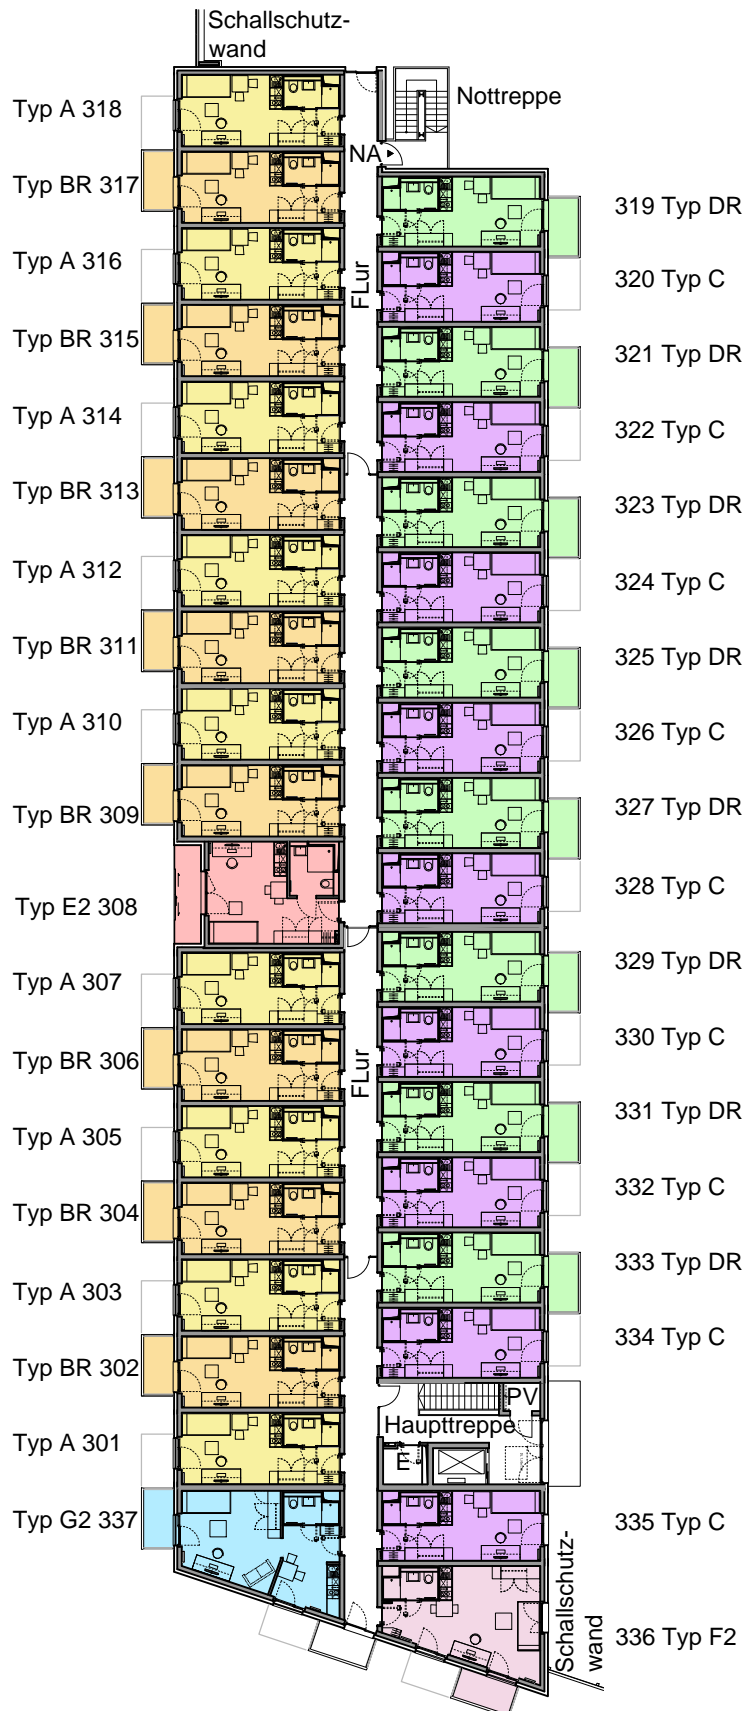 Schallschutz-
wand
Typ A 318
Nottreppe
NA
Typ BR 317
319 Typ DR
Typ A 316
FLur
320 Typ C
Typ BR 315
321 Typ DR
Typ A 314
322 Typ C
Typ BR 313
323 Typ DR
Typ A 312
324 Typ C
Typ BR 311
325 Typ DR
Typ A 310
326 Typ C
Typ BR 309
327 Typ DR
Typ E2 308
328 Typ C
Typ A 307
329 Typ DR
Typ BR 306
FLur
330 Typ C
Typ A 305
331 Typ DR
Typ BR 304
332 Typ C
Typ A 303
333 Typ DR
Typ BR 302
334 Typ C
PV
Haupttreppe
Typ A 301
E
Typ G2 337
335 Typ C
Schallschutz-
wand
336 Typ F2